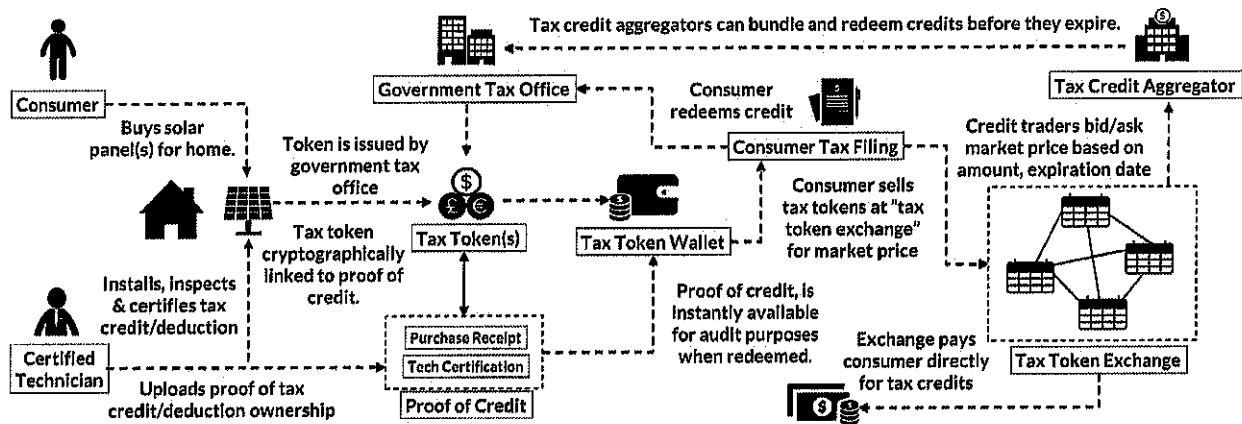 Tax credit aggregators can bundle and redeem credits before they expire.
Consumer
Government Tax Office
Tax Credit Aggregator
Buys solar
panel(s) for home.
Token is issued by
government tax
office
Consumer
redeems credit
Consumer Tax Filing
Credit traders bid/ask
market price based on
amount, expiration date
$
£
€
Tax Token(s)
Tax Token Wallet
Consumer sells
tax tokens at "tax
token exchange"
for market price
Tax token
cryptographically
linked to proof of
credit.
Installs, inspects
& certifies tax
credit/deduction
Certified
Technician
Uploads proof of tax
credit/deduction ownership
Purchase Receipt
Tech Certification
Proof of Credit
Proof of credit, is
instantly available
for audit purposes
when redeemed.
Exchange pays
consumer directly
for tax credits
Tax Token Exchange
$